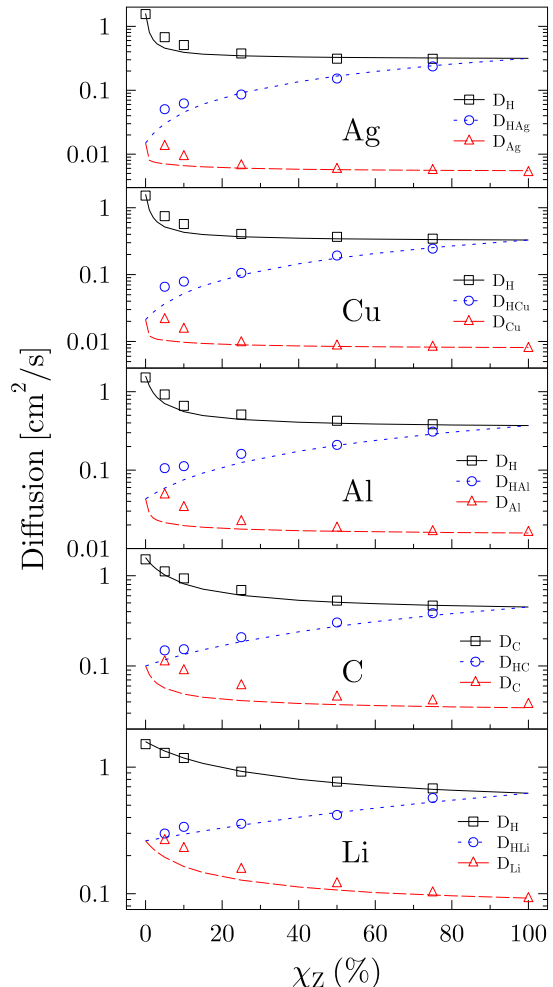 1
0.1
0.01
Ag
D_H
D_HAg
D_Ag
1
0.1
0.01
Cu
D_H
D_HCu
D_Cu
1
0.1
0.01
Al
D_H
D_HAl
D_Al
1
0.1
C
D_C
D_HC
D_C
1
0.1
Li
D_H
D_HLi
D_Li
0 20 40 60 80 100
χ_Z (%)
Diffusion [cm²/s]